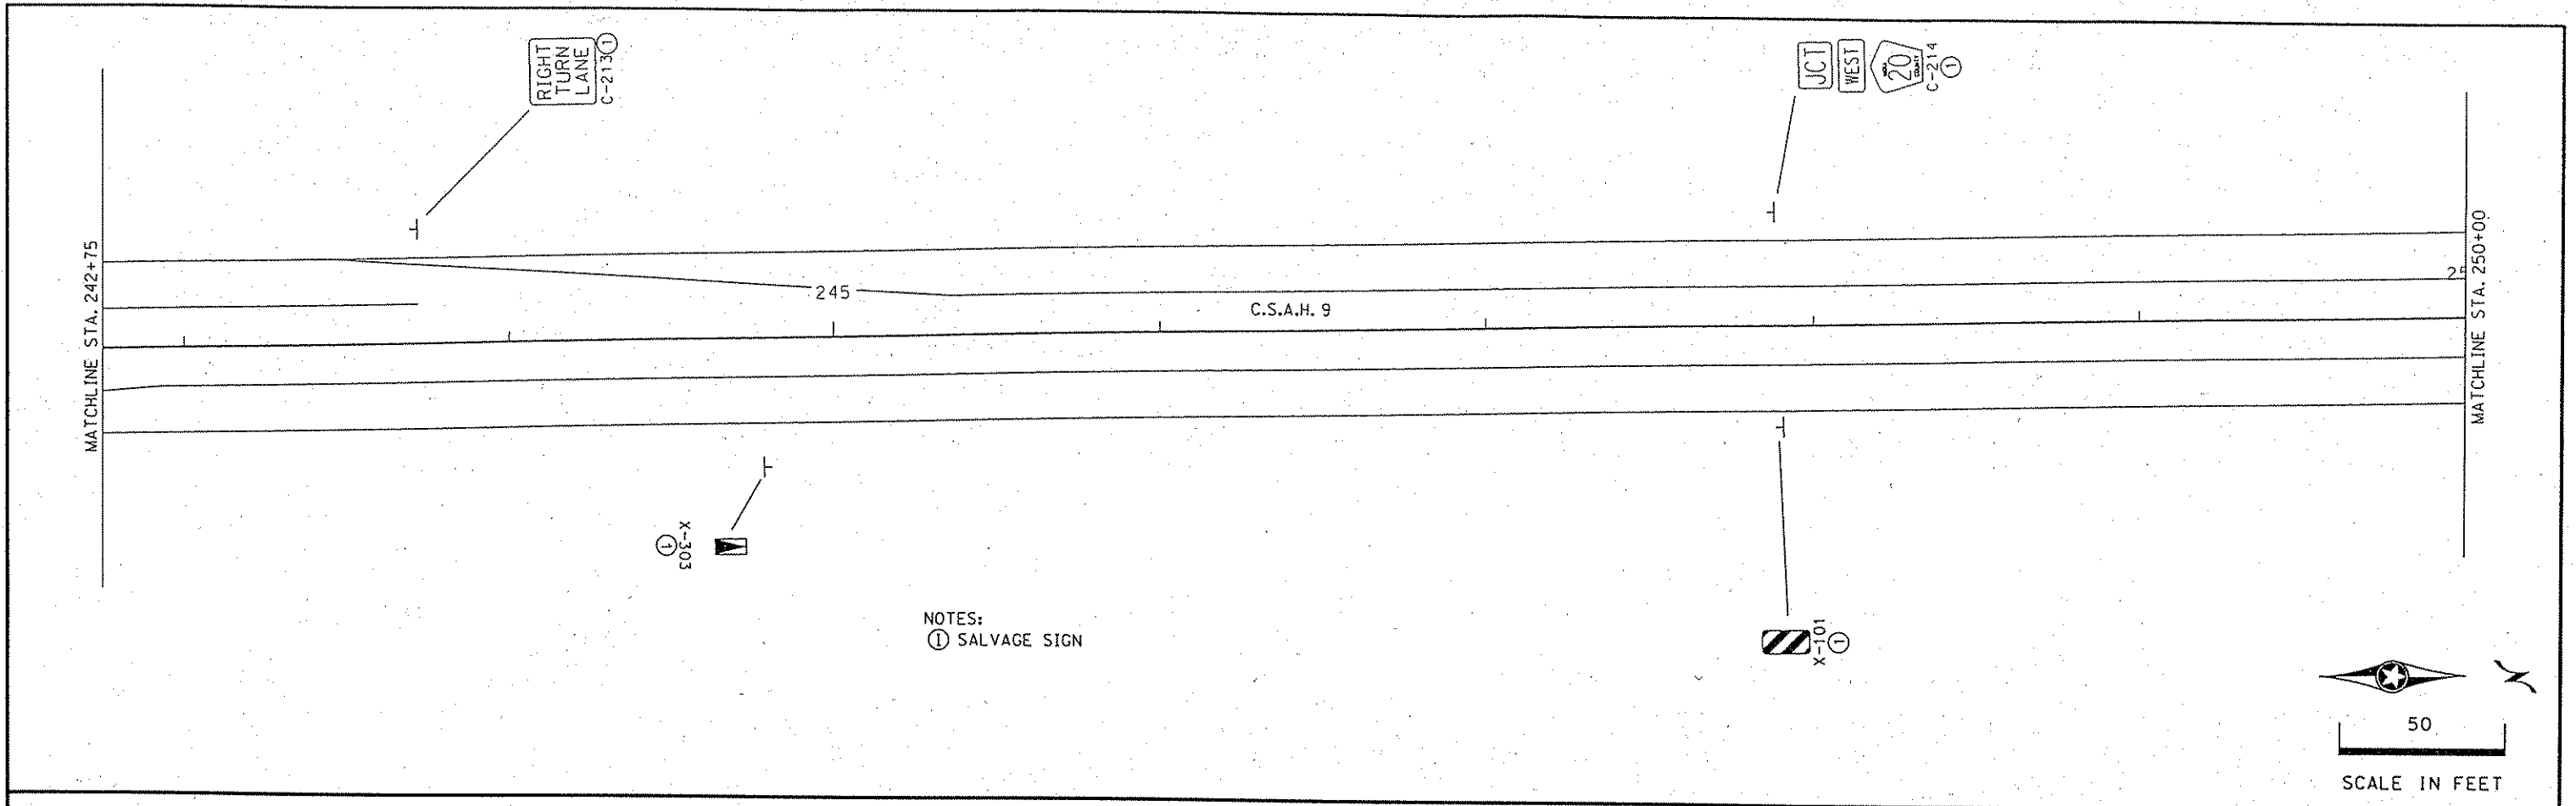 RIGHT
TURN
LANE
C-213 ①
JCT
WEST
20
COUNTY
C-214
①
MATCHLINE STA. 242+75
245
C.S.A.H. 9
25
MATCHLINE STA. 250+00
X-303
①
X-101
①
NOTES:
① SALVAGE SIGN
N
50
SCALE IN FEET